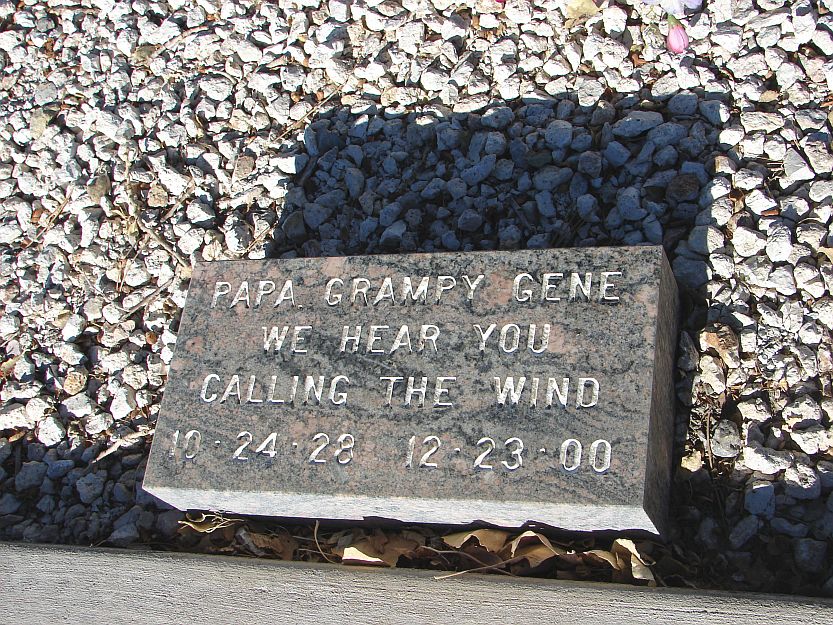 PAPA. GRAMPY GENE
WE HEAR YOU
CALLING THE WIND
10·24·28 12·23·00